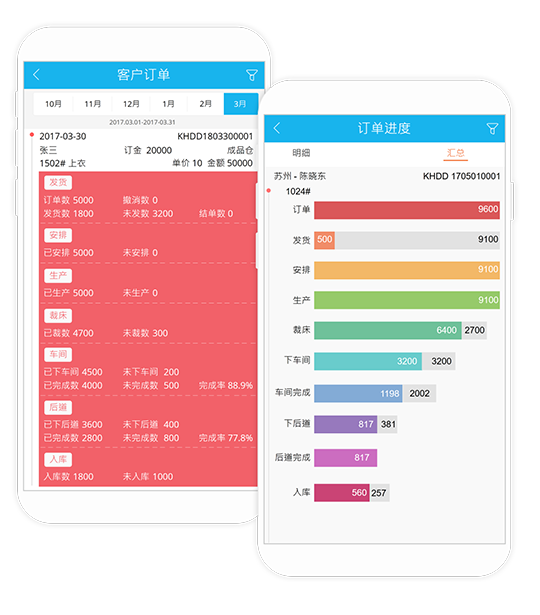 客户订单
10月 11月 12月 1月 2月 3月
2017.03.01-2017-03.31
2017-03-30 KHDD1803300001
张三 订金 20000 成品仓
1502# 上衣 单价 10 金额 50000
发货
订单数 5000 撤消数 0
发货数 1800 未发货 3200 结单数 0
安排
已安排 5000 未安排 0
生产
已生产 5000 未生产 0
裁床
已裁数 4700 未裁数 300
车间
已下车间 4500 未下车间 200
已完成数 4000 未完成数 500 完成率 88.9%
后道
已下后道 3600 未下后道 400
已完成数 2800 未完成数 800 完成率 77.8%
入库
入库数 1800 未入库 1000
订单进度
明细 汇总
苏州 - 陈晓东 KHDD 1705010001
1024#
订单 9600
发货 500 9100
安排 9100
生产 9100
裁床 6400 2700
下车间 3200 3200
车间完成 1198 2002
下后道 817 381
后道完成 817
入库 560 257